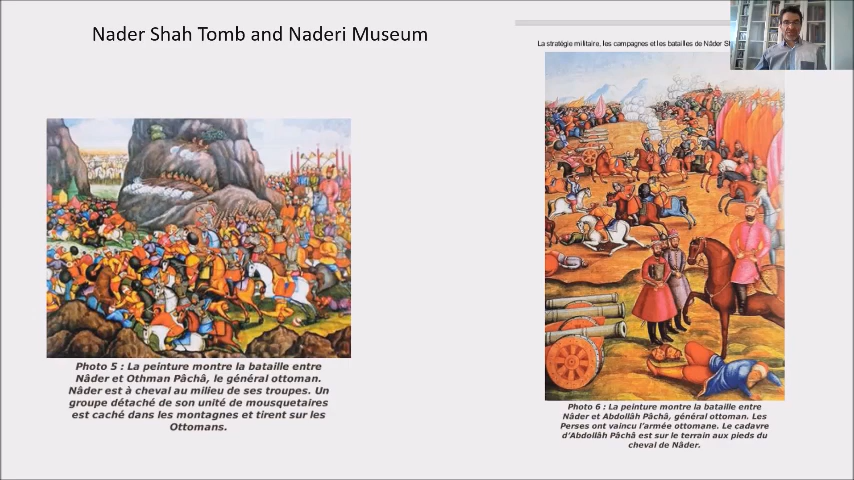 Nader Shah Tomb and Naderi Museum
La stratégie militaire, les campagnes et les batailles de Nâder
Photo 5 : La peinture montre la bataille entre
Nâder et Othman Pâchâ, le général ottoman.
Nâder est à cheval au milieu de ses troupes. Un
groupe détaché de son unité de mousquetaires
est caché dans les montagnes et tirent sur les
Ottomans.
Photo 6 : La peinture montre la bataille entre
Nâder et Abdollâh Pâchâ, général ottoman. Les
Perses ont vaincu l'armée ottomane. Le cadavre
d'Abdollâh Pâchâ est sur le terrain aux pieds du
cheval de Nâder.